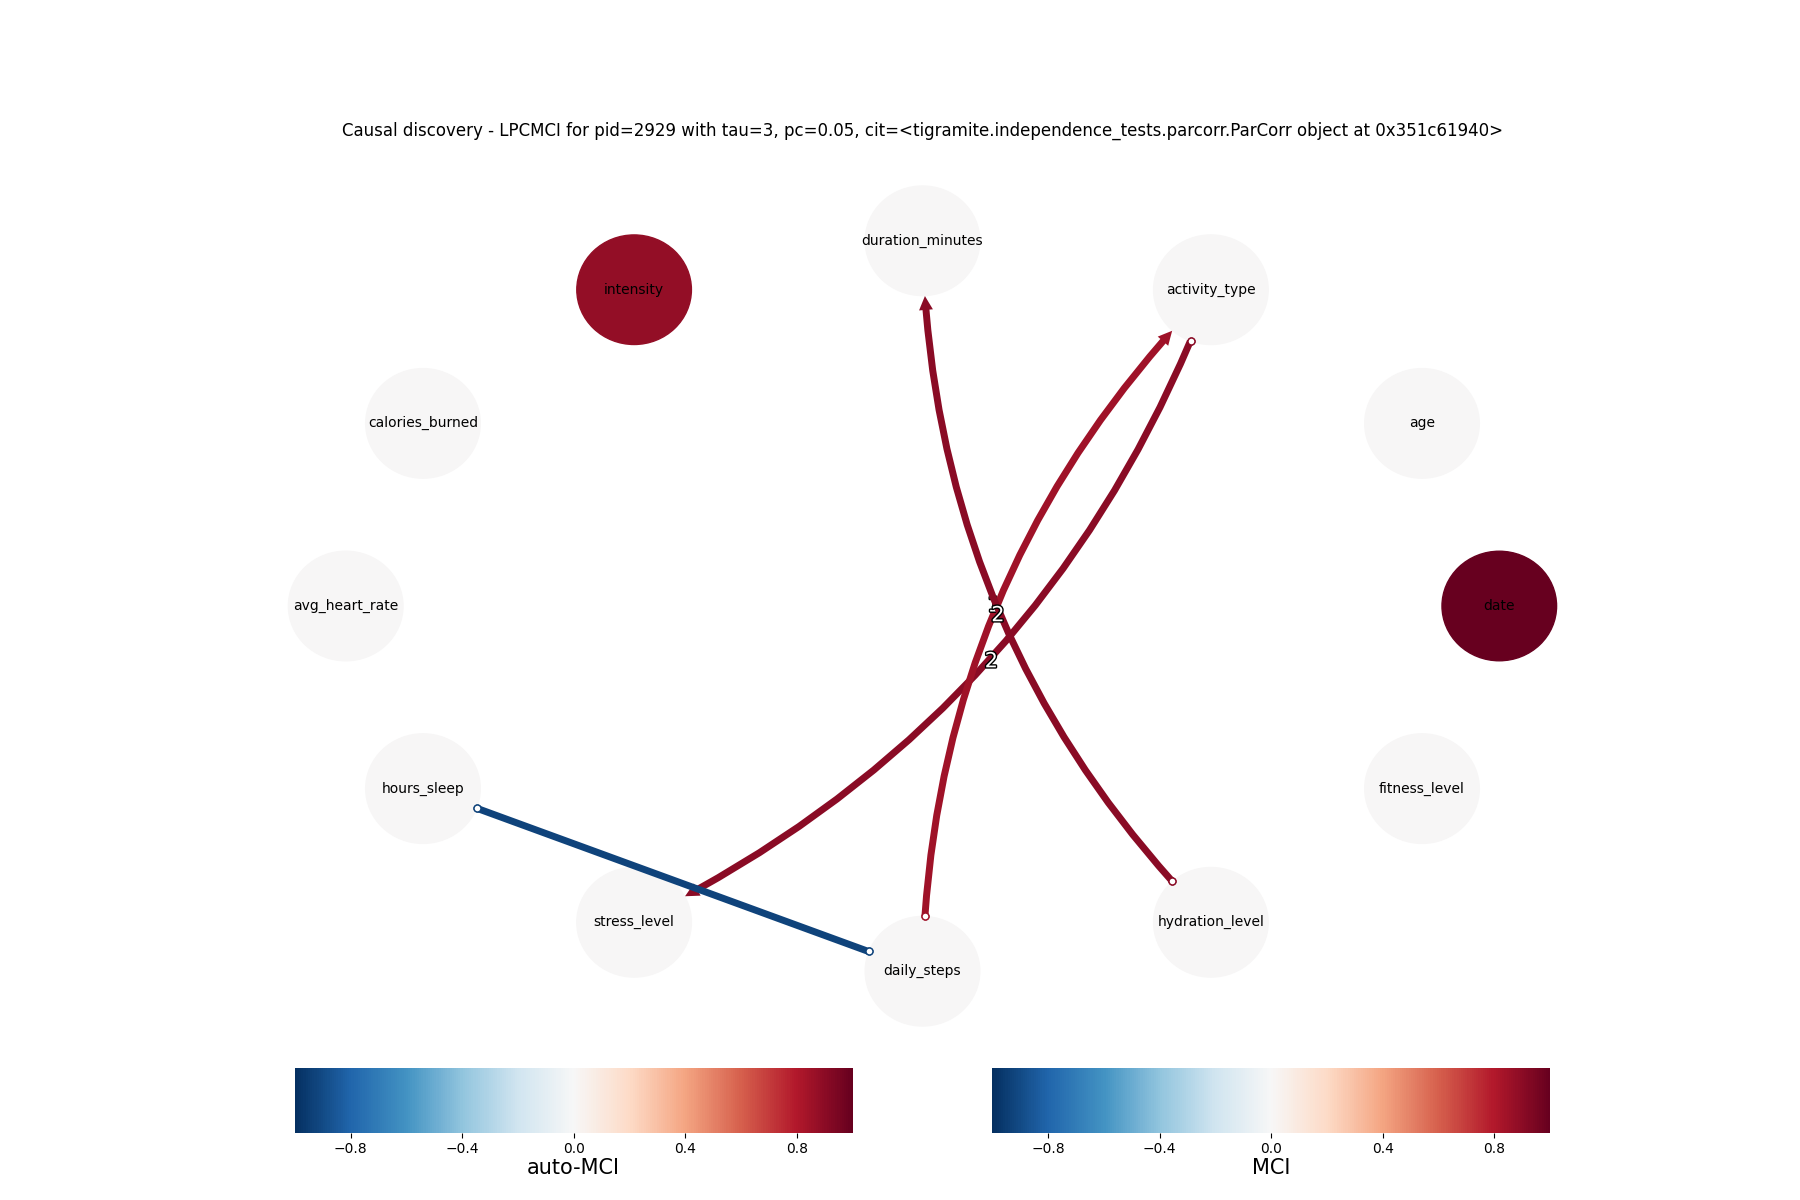 Causal discovery - LPCMCI for pid=2929 with tau=3, pc=0.05, cit=<tigramite.independence_tests.parcorr.ParCorr object at 0x351c61940>
duration_minutes
intensity
activity_type
calories_burned
age
avg_heart_rate
date
2
2
hours_sleep
fitness_level
stress_level
hydration_level
daily_steps
−0.8 −0.4 0.0 0.4 0.8
auto-MCI
−0.8 −0.4 0.0 0.4 0.8
MCI